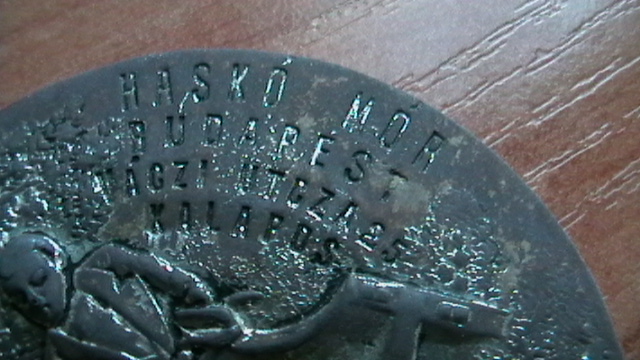 HASKÓ MÓR
BUDAPEST
VÁCZI UTCZA 25
KALAPOS